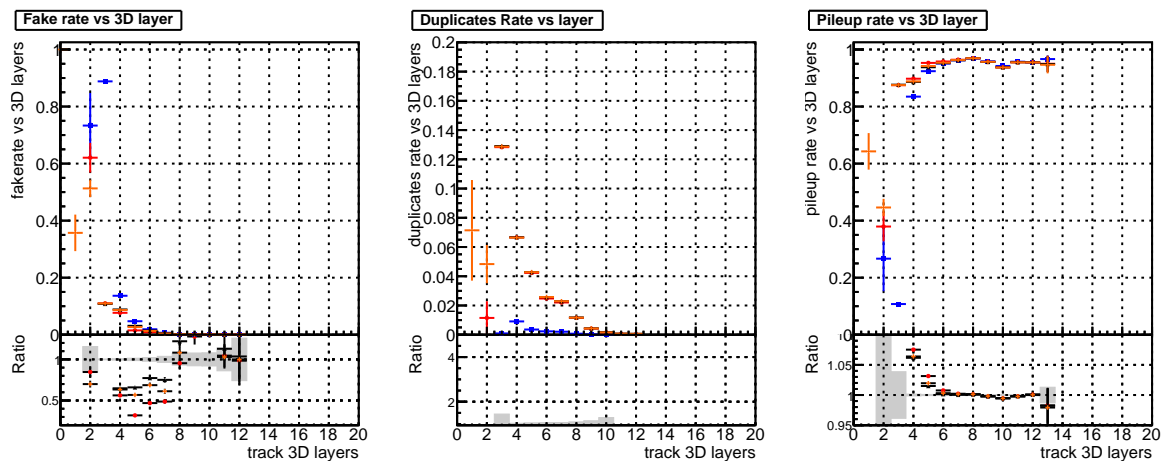 Fake rate vs 3D layer
fakerate vs 3D layers
1
0.8
0.6
0.4
0.2
0
Ratio
1
0.5
0 2 4 6 8 10 12 14 16 18 20
track 3D layers
Duplicates Rate vs layer
duplicates rate vs 3D layers
0.2
0.18
0.16
0.14
0.12
0.1
0.08
0.06
0.04
0.02
0
Ratio
4
2
0 2 4 6 8 10 12 14 16 18 20
track 3D layers
Pileup rate vs 3D layer
pileup rate vs 3D layers
1
0.8
0.6
0.4
0.2
0
Ratio
1.05
1
0.95
0 2 4 6 8 10 12 14 16 18 20
track 3D layers